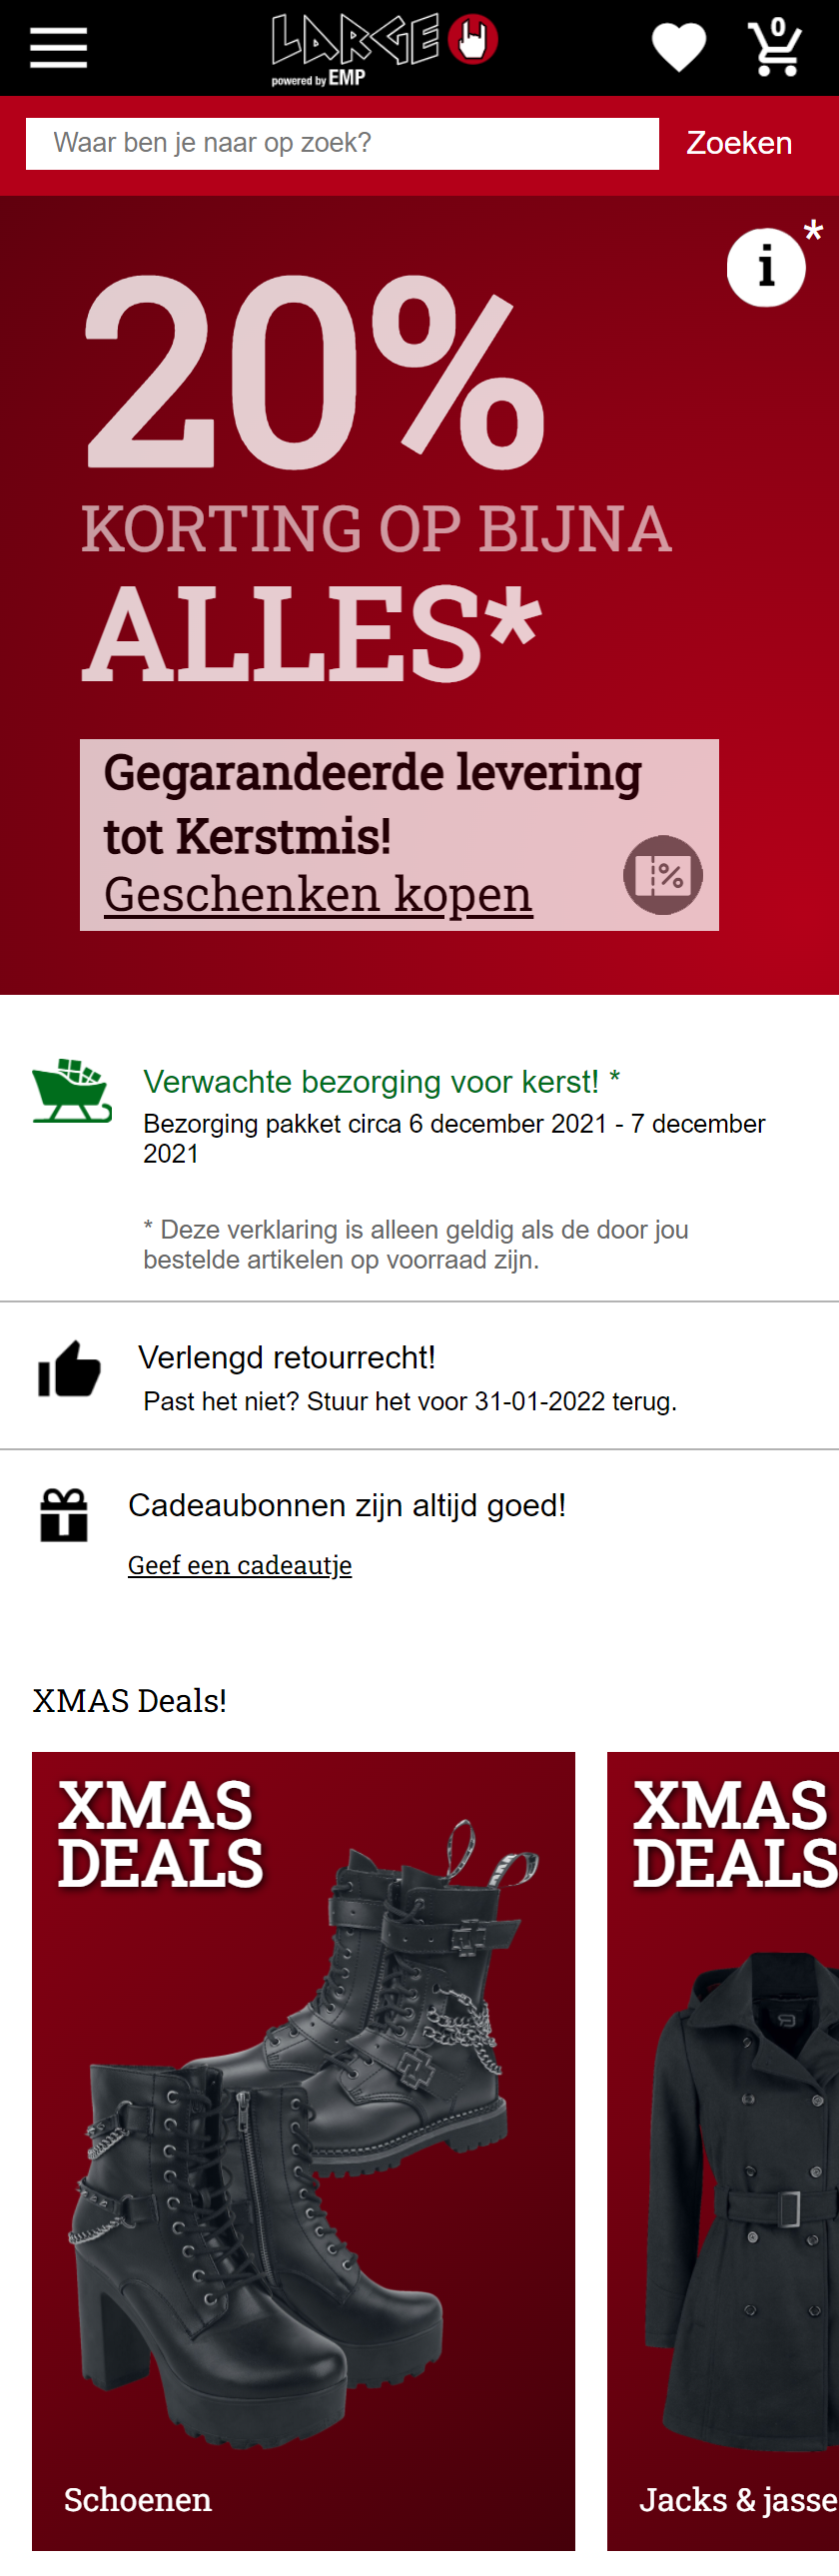 LARGE
powered by EMP
0
Waar ben je naar op zoek?
Zoeken
i *
20%
KORTING OP BIJNA
ALLES*
Gegarandeerde levering
tot Kerstmis!
Geschenken kopen
%
Verwachte bezorging voor kerst! *
Bezorging pakket circa 6 december 2021 - 7 december
2021
* Deze verklaring is alleen geldig als de door jou
bestelde artikelen op voorraad zijn.
Verlengd retourrecht!
Past het niet? Stuur het voor 31-01-2022 terug.
Cadeaubonnen zijn altijd goed!
Geef een cadeautje
XMAS Deals!
XMAS
DEALS
Schoenen
XMAS
DEALS
Jacks & jasse